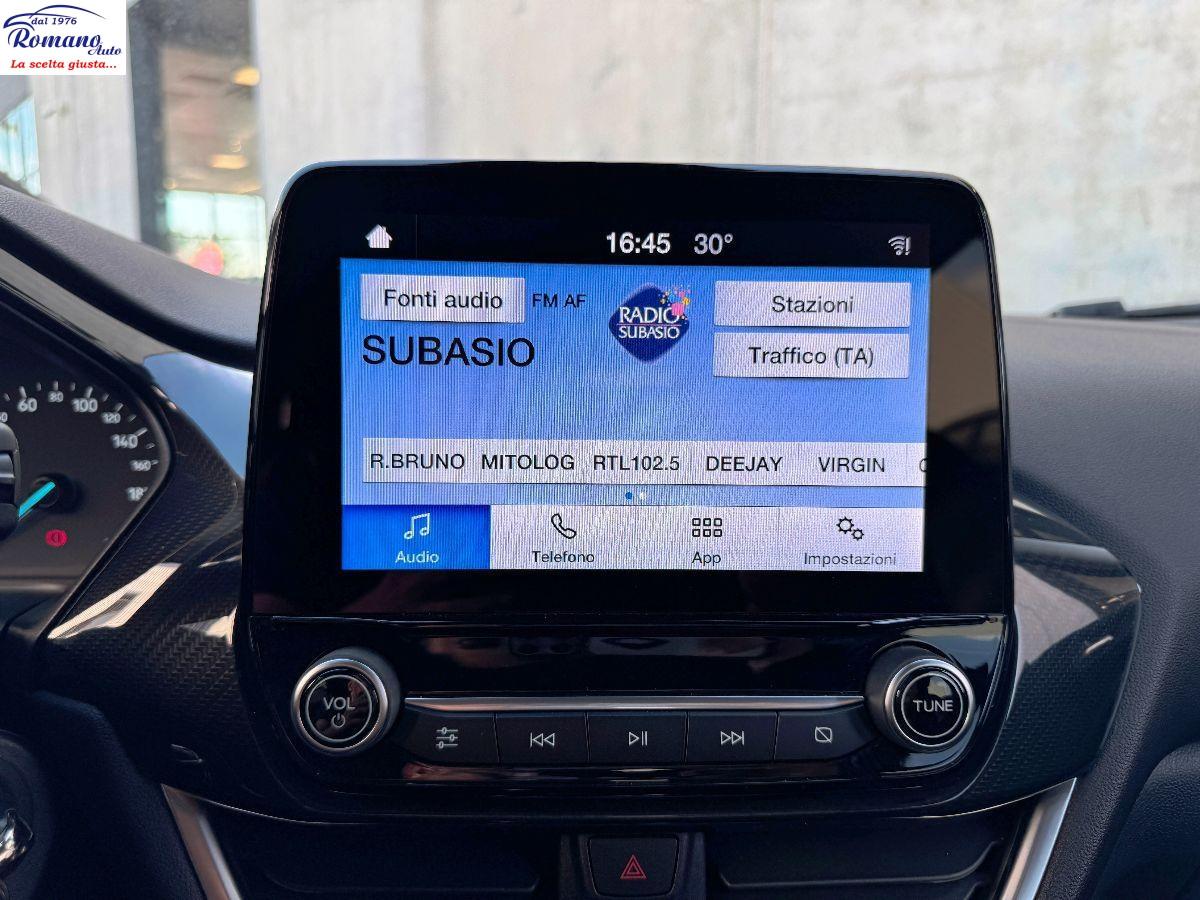 dal 1976
Romano
Auto
La scelta giusta...
16:45 30°
Fonti audio FM AF
RADIO
SUBASIO
Stazioni
SUBASIO
Traffico (TA)
R.BRUNO MITOLOG RTL102.5 DEEJAY VIRGIN
Audio Telefono App Impostazioni
60 80 100
120
140
160
VOL
TUNE